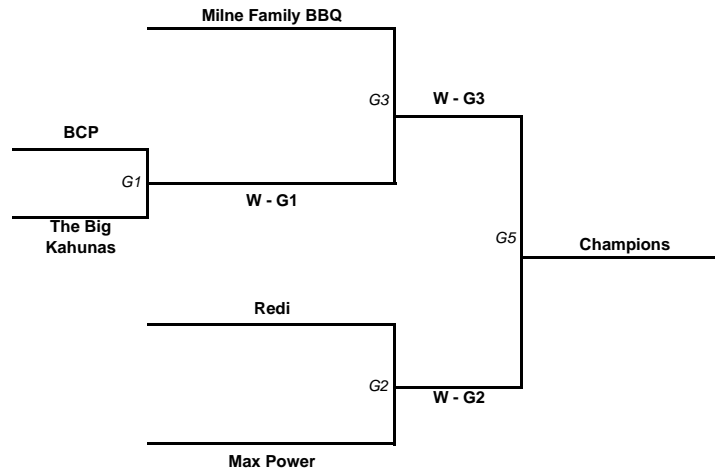 Milne Family BBQ
G3
W - G3
BCP
G1
W - G1
The Big
Kahunas
G5
Champions
Redi
G2
W - G2
Max Power